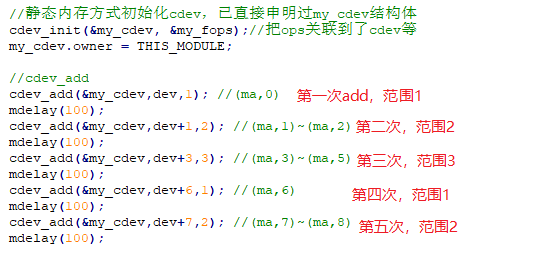 //静态内存方式初始化cdev，已直接申明过my_cdev结构体
cdev_init(&my_cdev, &my_fops);//把ops关联到了cdev等
my_cdev.owner = THIS_MODULE;
//cdev_add
cdev_add(&my_cdev,dev,1); //(ma,0) 第一次add，范围1
mdelay(100);
cdev_add(&my_cdev,dev+1,2); //(ma,1)~(ma,2) 第二次，范围2
mdelay(100);
cdev_add(&my_cdev,dev+3,3); //(ma,3)~(ma,5) 第三次，范围3
mdelay(100);
cdev_add(&my_cdev,dev+6,1); //(ma,6) 第四次，范围1
mdelay(100);
cdev_add(&my_cdev,dev+7,2); //(ma,7)~(ma,8) 第五次，范围2
mdelay(100);